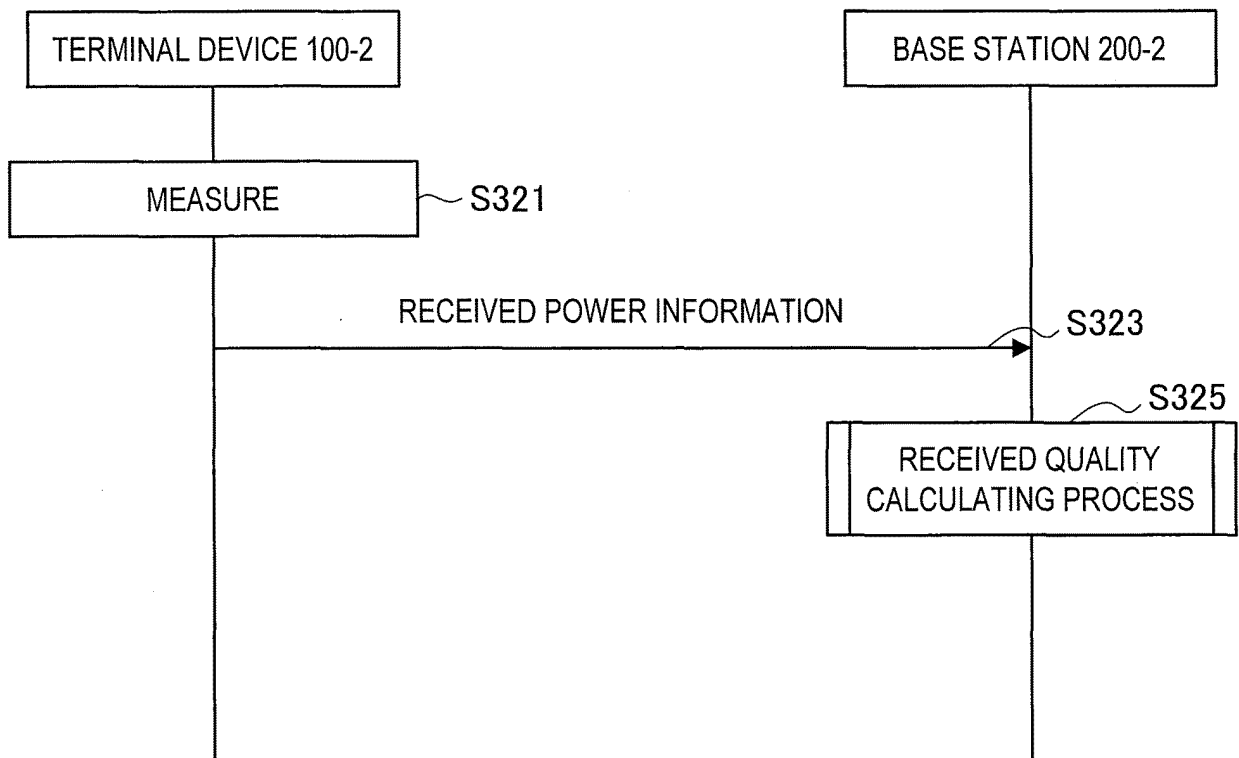 TERMINAL DEVICE 100-2
BASE STATION 200-2
MEASURE
S321
RECEIVED POWER INFORMATION
S323
S325
RECEIVED QUALITY
CALCULATING PROCESS